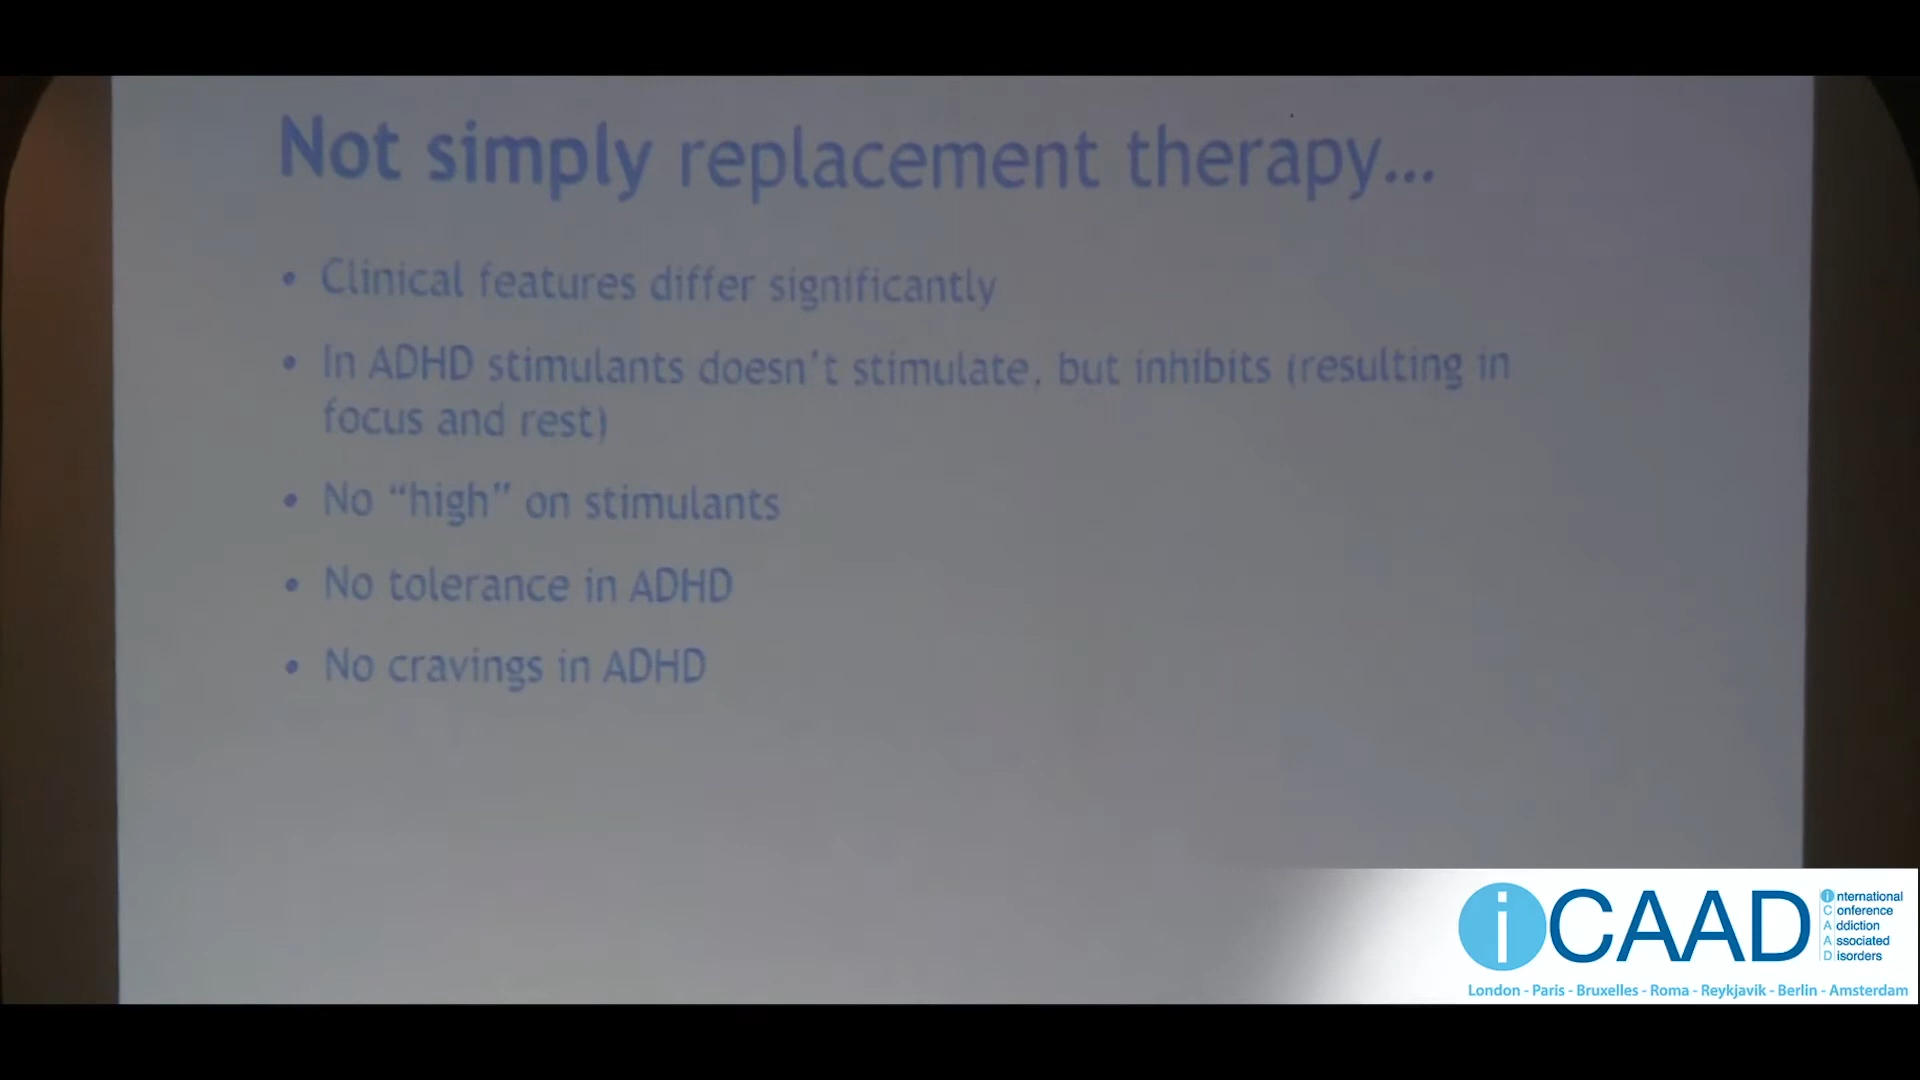 Not simply replacement therapy...
• Clinical features differ significantly
• In ADHD stimulants doesn't stimulate, but inhibits (resulting in
focus and rest)
• No "high" on stimulants
• No tolerance in ADHD
• No cravings in ADHD
iCAAD
international
Conference
Addiction
Associated
Disorders
London - Paris - Bruxelles - Roma - Reykjavik - Berlin - Amsterdam